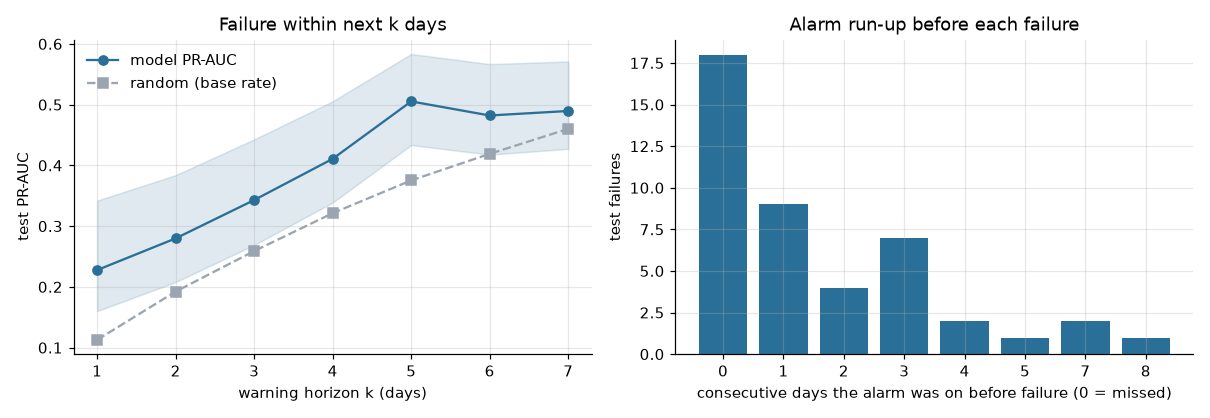 Failure within next k days
model PR-AUC
random (base rate)
0.6
0.5
0.4
0.3
0.2
0.1
test PR-AUC
1 2 3 4 5 6 7
warning horizon k (days)
Alarm run-up before each failure
17.5
15.0
12.5
10.0
7.5
5.0
2.5
0.0
test failures
0 1 2 3 4 5 7 8
consecutive days the alarm was on before failure (0 = missed)